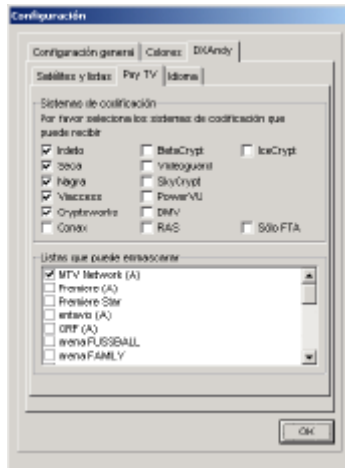 Configuración
Configuración general Colores DXAndy
Satélites y listas Pay TV Idioma
Sistemas de codificación
Por favor seleciona los sistemas de codificación que
puede recibir
Irdeto BetaCrypt IceCrypt
Seca Videoguard
Nagra SkyCrypt
Viaccess PowerVU
Cryptoworks DMV
Conax RAS Sólo FTA
Listas que puede enmascarar
MTV Network (A)
Premiere (A)
Premiere Star
entavio (A)
ORF (A)
arena FUSSBALL
arena FAMILY
OK